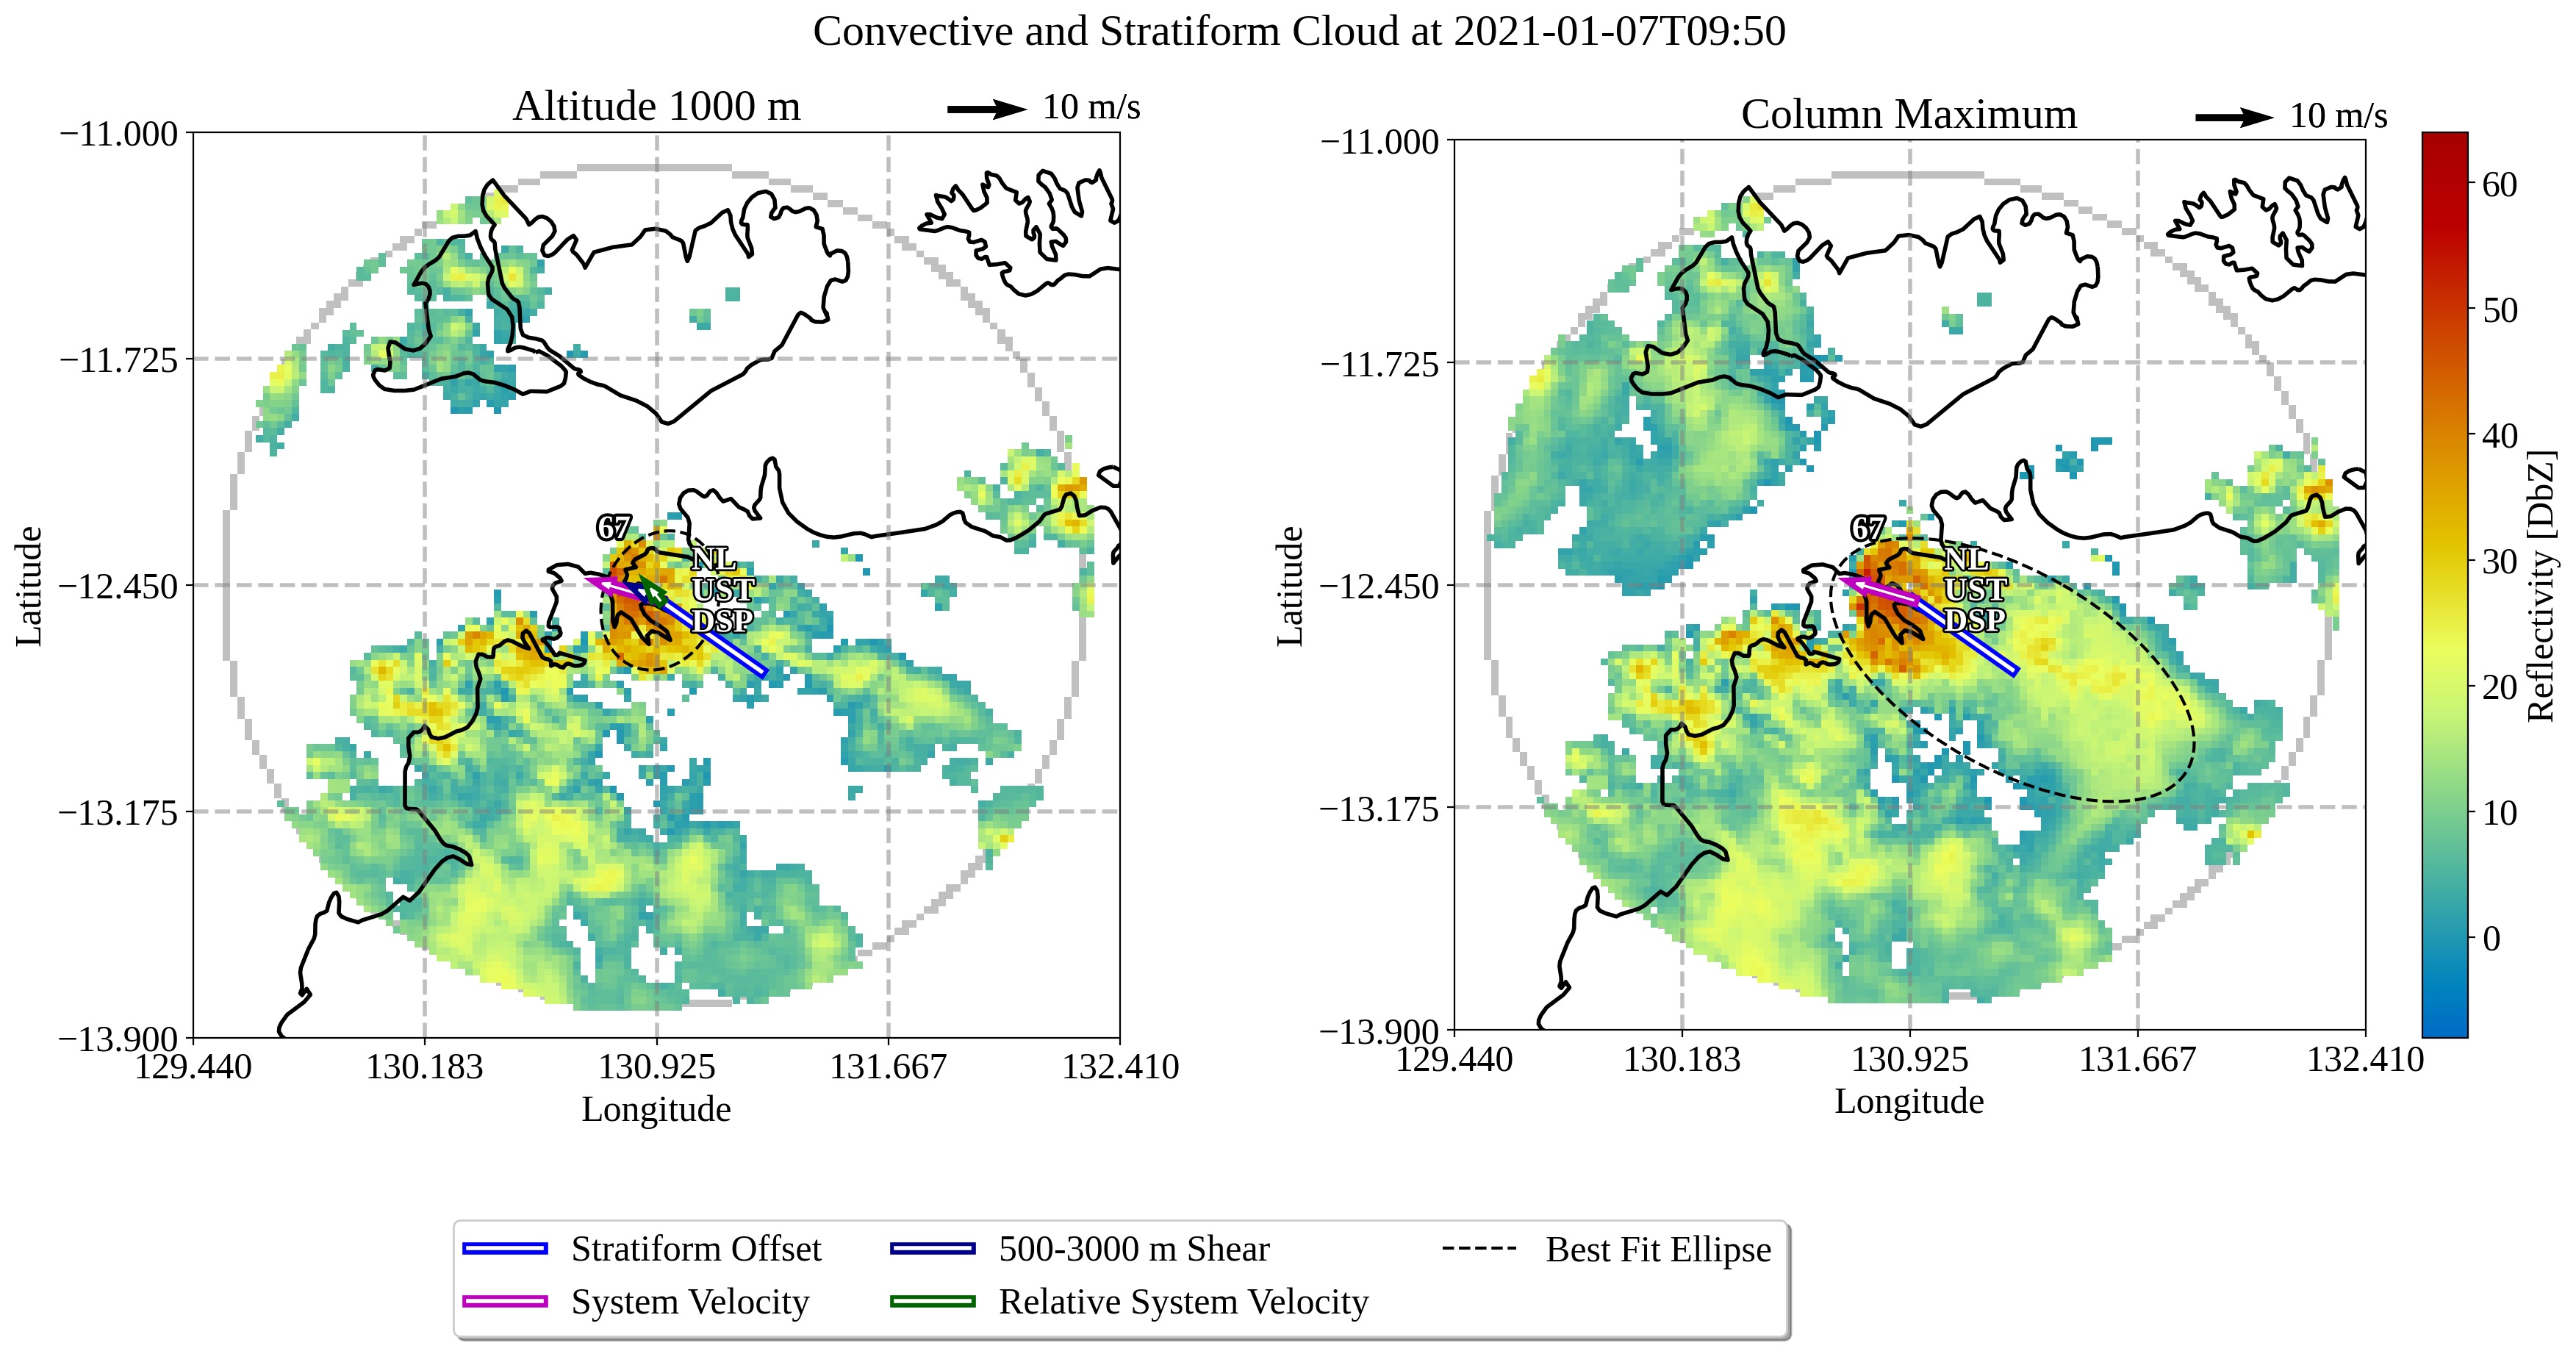 Convective and Stratiform Cloud at 2021-01-07T09:50
Altitude 1000 m
10 m/s
−11.000
−11.725
−12.450
−13.175
−13.900
Latitude
129.440
130.183
130.925
131.667
132.410
Longitude
67
NL
UST
DSP
Column Maximum
10 m/s
−11.000
−11.725
−12.450
−13.175
−13.900
Latitude
129.440
130.183
130.925
131.667
132.410
Longitude
67
NL
UST
DSP
60
50
40
30
20
10
0
Reflectivity [DbZ]
Stratiform Offset
System Velocity
500-3000 m Shear
Relative System Velocity
Best Fit Ellipse